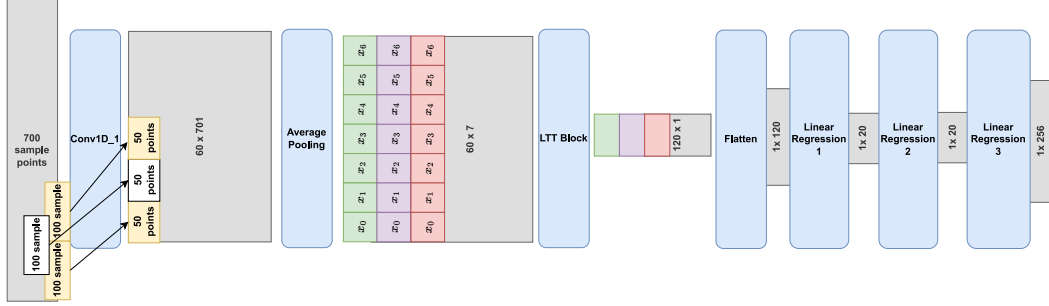 700
sample
points
100 sample
100 sample
100 sample
Conv1D_1
50
points
50
points
50
points
60 x 701
Average
Pooling
x6
x5
x4
x3
x2
x1
x0
x6
x5
x4
x3
x2
x1
x0
x6
x5
x4
x3
x2
x1
x0
60 x 7
LTT Block
120 x 1
Flatten
1x 120
Linear
Regression
1
1x 20
Linear
Regression
2
1x 20
Linear
Regression
3
1x 256